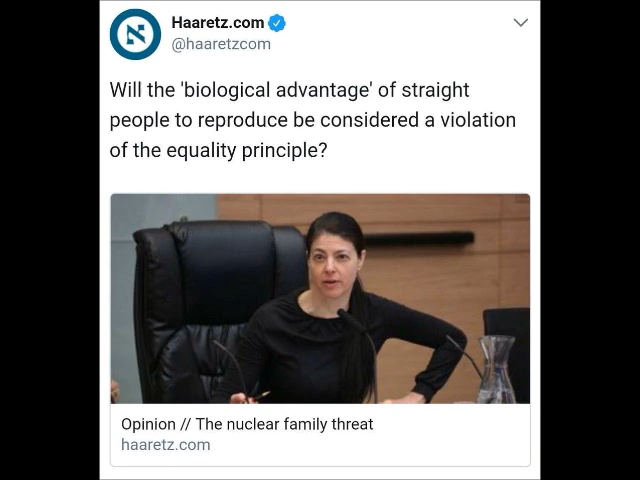 Haaretz.com
@haaretzcom
Will the 'biological advantage' of straight
people to reproduce be considered a violation
of the equality principle?
Opinion // The nuclear family threat
haaretz.com